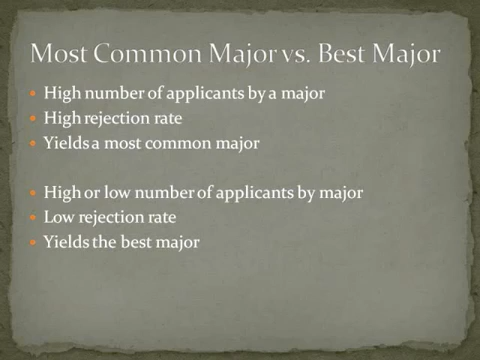 Most Common Major vs. Best Major
High number of applicants by a major
High rejection rate
Yields a most common major
High or low number of applicants by major
Low rejection rate
Yields the best major